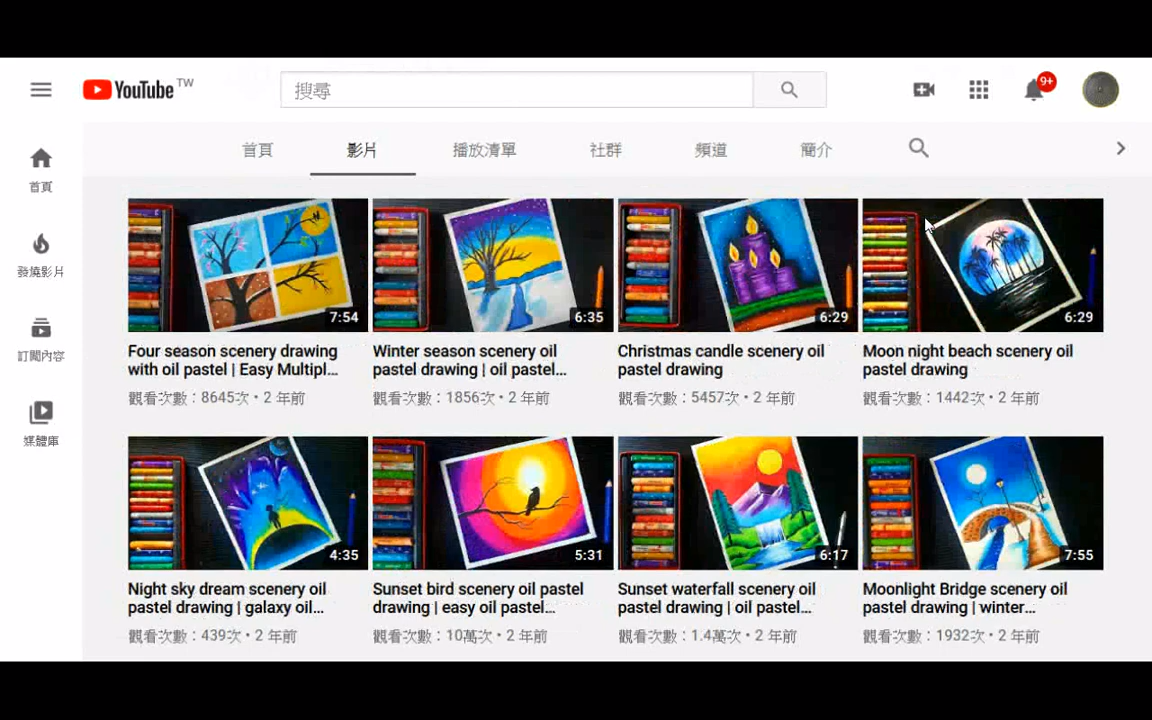 YouTube TW
搜尋
9+
首頁
影片
播放清單
社群
頻道
簡介
首頁
發燒影片
訂閱內容
媒體庫
7:54
6:35
6:29
6:29
Four season scenery drawing
with oil pastel | Easy Multipl...
觀看次數：8645次 • 2 年前
Winter season scenery oil
pastel drawing | oil pastel...
觀看次數：1856次 • 2 年前
Christmas candle scenery oil
pastel drawing
觀看次數：5457次 • 2 年前
Moon night beach scenery oil
pastel drawing
觀看次數：1442次 • 2 年前
4:35
5:31
6:17
7:55
Night sky dream scenery oil
pastel drawing | galaxy oil...
觀看次數：439次 • 2 年前
Sunset bird scenery oil pastel
drawing | easy oil pastel...
觀看次數：10萬次 • 2 年前
Sunset waterfall scenery oil
pastel drawing | oil pastel...
觀看次數：1.4萬次 • 2 年前
Moonlight Bridge scenery oil
pastel drawing | winter...
觀看次數：1932次 • 2 年前